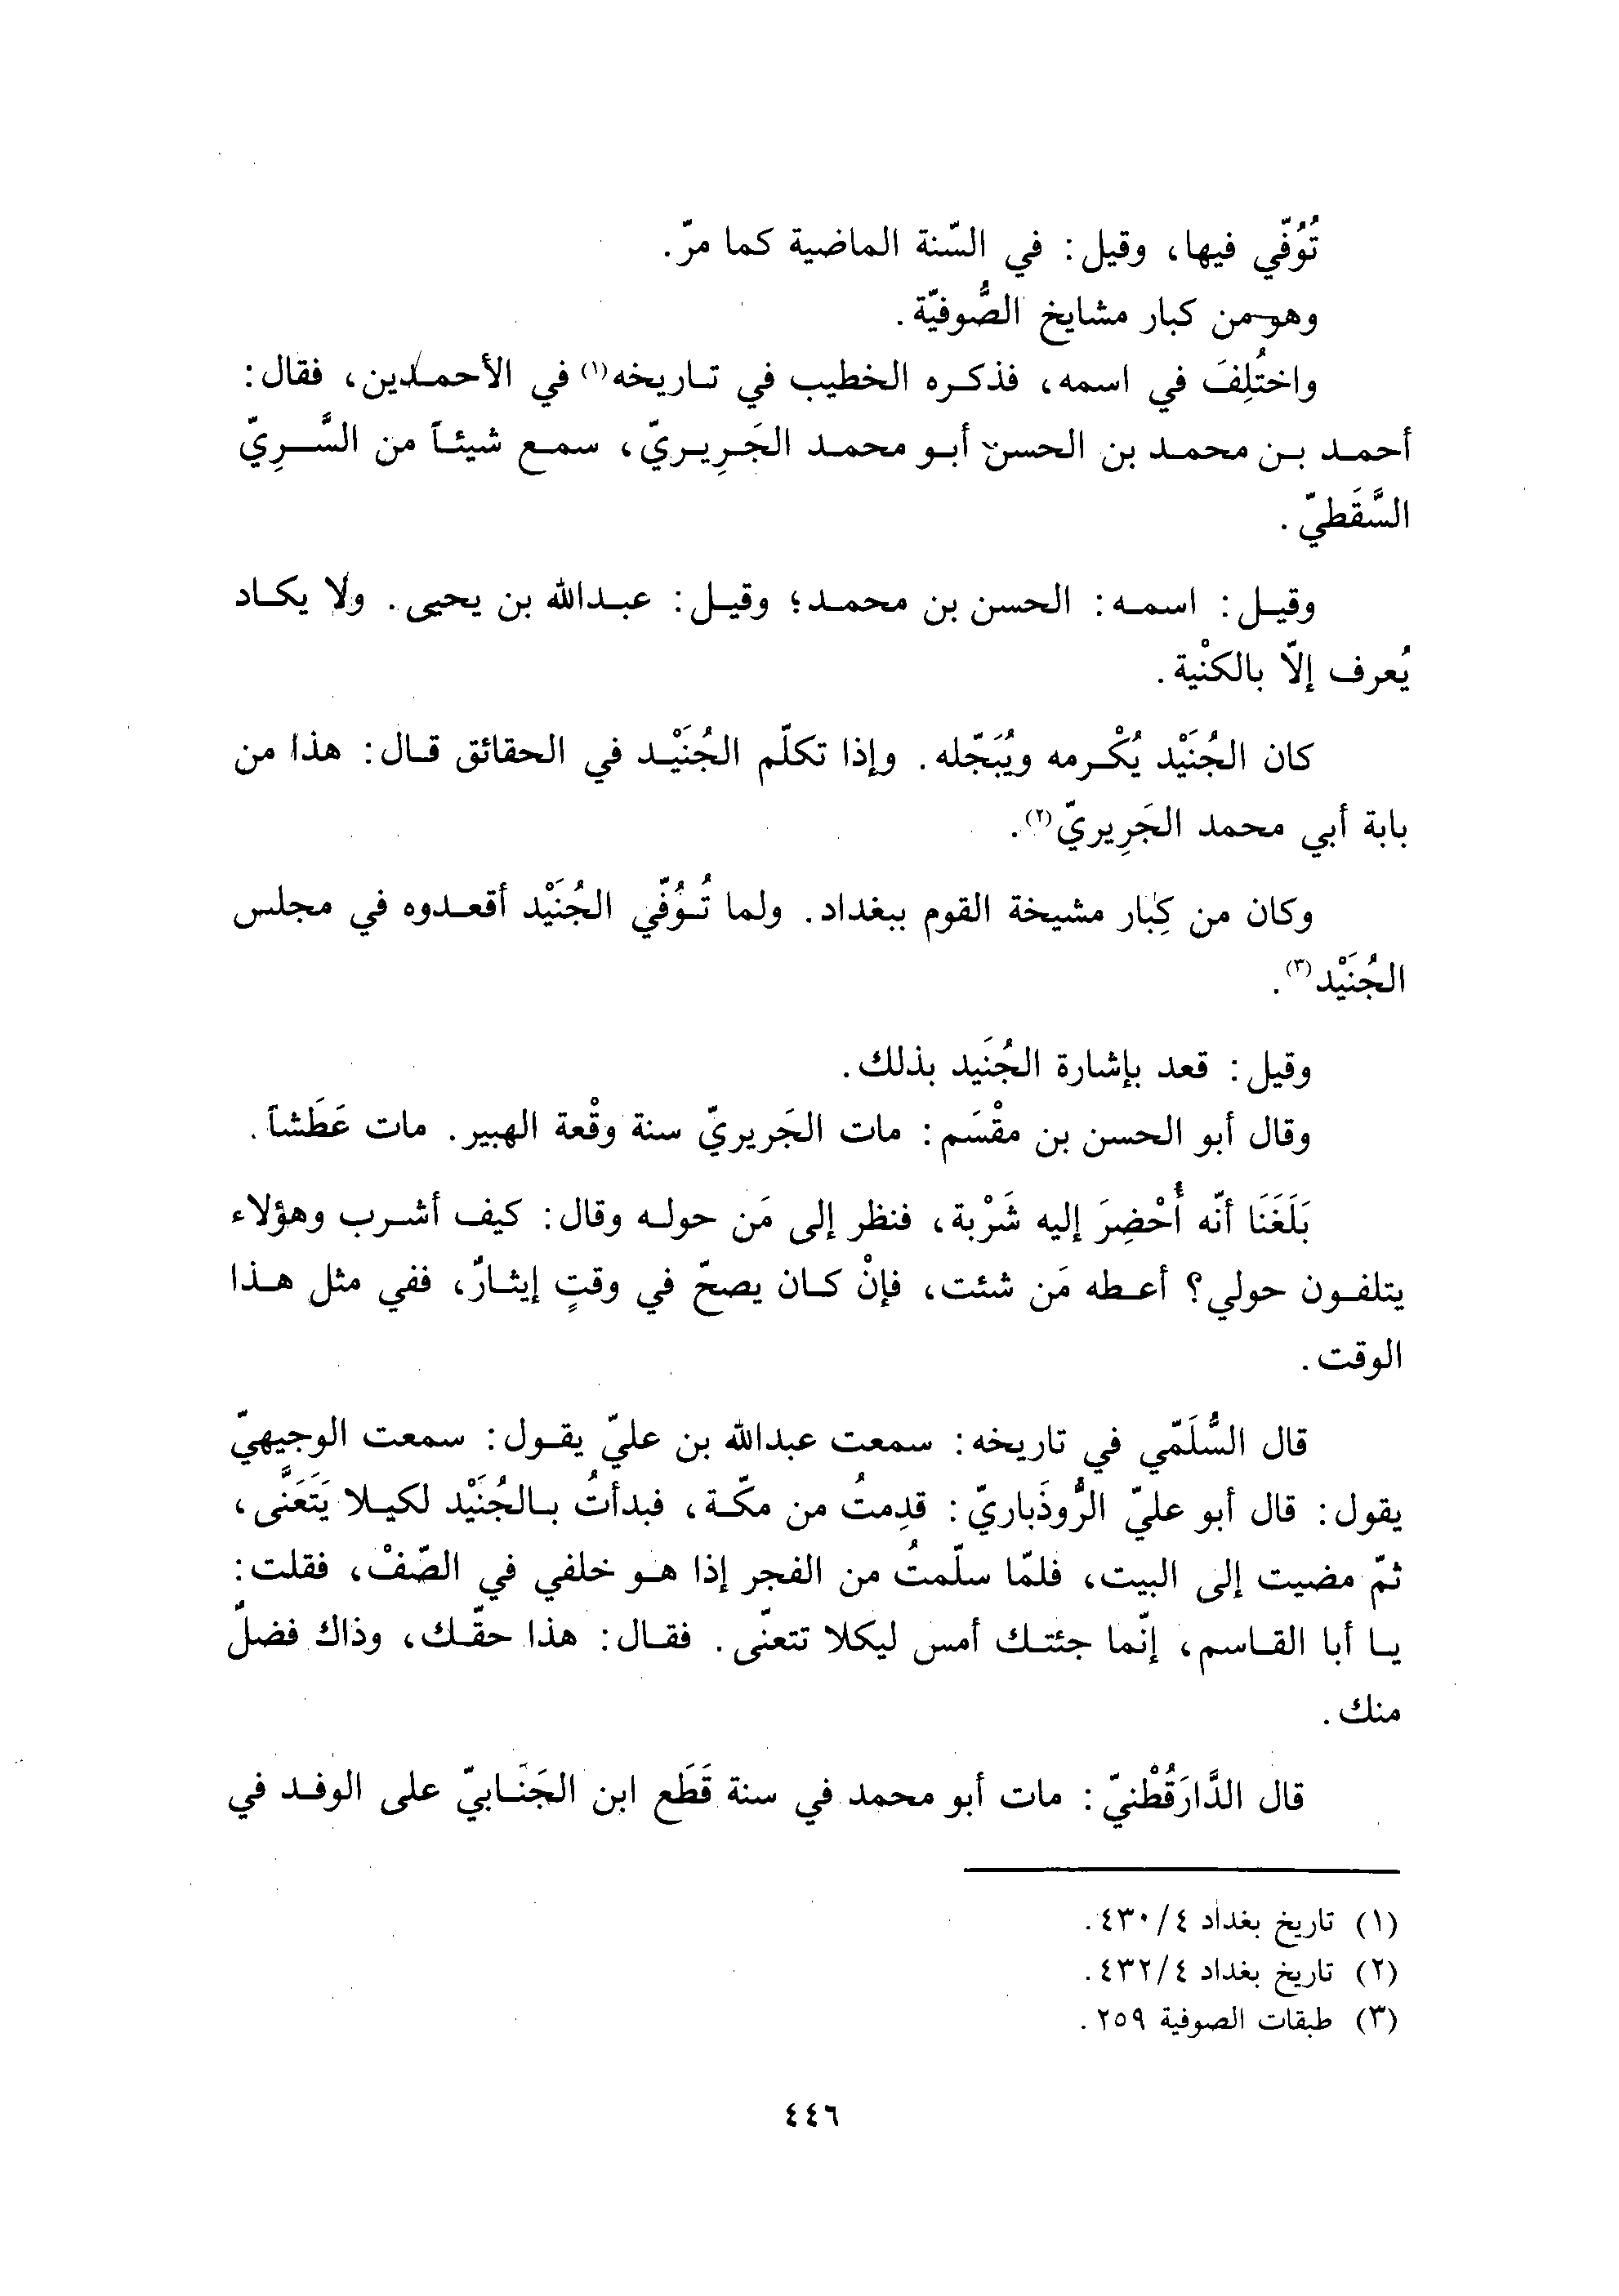 تُوُفّي فيها، وقيل: في السّنة الماضية كما مرّ.
وهو من كبار مشايخ الصُّوفيّة.
واختُلِفَ في اسمه، فذكره الخطيب في تاريخه(١) في الأحمدين، فقال:
أحمد بن محمد بن الحسن أبو محمد الجَرِيريّ، سمع شيئاً من السَّرِيّ
السَّقَطيّ.
وقيل: اسمه: الحسن بن محمد؛ وقيل: عبدالله بن يحيى. ولا يكاد
يُعرف إلّا بالكنْية.
كان الجُنَيْد يُكْرمه ويُبَجّله. وإذا تكلّم الجُنَيْد في الحقائق قال: هذا من
بابة أبي محمد الجَرِيريّ(٢).
وكان من كِبار مشيخة القوم ببغداد. ولما تُوُفّي الجُنَيْد أقعدوه في مجلس
الجُنَيْد(٣).
وقيل: قعد بإشارة الجُنَيد بذلك.
وقال أبو الحسن بن مقْسَم: مات الجَريريّ سنة وقْعة الهبير. مات عَطَشاً.
بَلَغَنَا أنّه أُحْضِرَ إليه شَرْبة، فنظر إلى مَن حوله وقال: كيف أشرب وهؤلاء
يتلفون حولي؟ أعطه مَن شئت، فإنْ كان يصحّ في وقتٍ إيثارٌ، ففي مثل هذا
الوقت.
قال السُّلَمّي في تاريخه: سمعت عبدالله بن عليّ يقول: سمعت الوجيهيّ
يقول: قال أبو عليّ الرُّوذَباريّ: قدِمتُ من مكّة، فبدأتُ بالجُنَيْد لكيلا يَتَعَنَّى،
ثمّ مضيت إلى البيت، فلمّا سلّمتُ من الفجر إذا هو خلفي في الصّفْ، فقلت:
يا أبا القاسم، إنّما جئتك أمس ليكلا تتعنّى. فقال: هذا حقّك، وذاك فضلٌ
منك.
قال الدَّارَقُطْنيّ: مات أبو محمد في سنة قَطَع ابن الجَنَابيّ على الوفد في
(١) تاريخ بغداد ٤/٤٣٠.
(٢) تاريخ بغداد ٤/٤٣٢.
(٣) طبقات الصوفية ٢٥٩.
٤٤٦